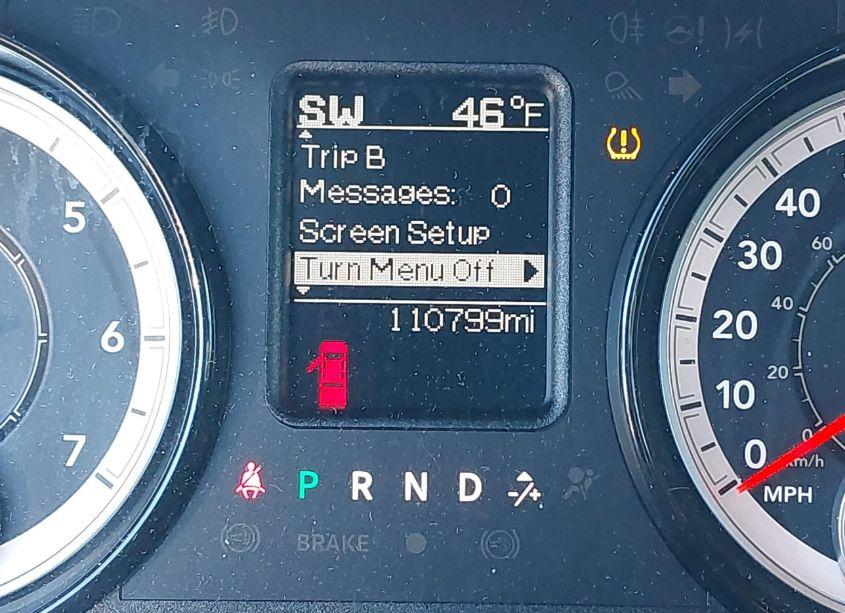 SW 46°F
Trip B
Messages: 0
Screen Setup
Turn Menu Off
110799mi
5
6
7
40
30
20
10
0
MPH
60
40
20
0
km/h
P R N D -/+
BRAKE